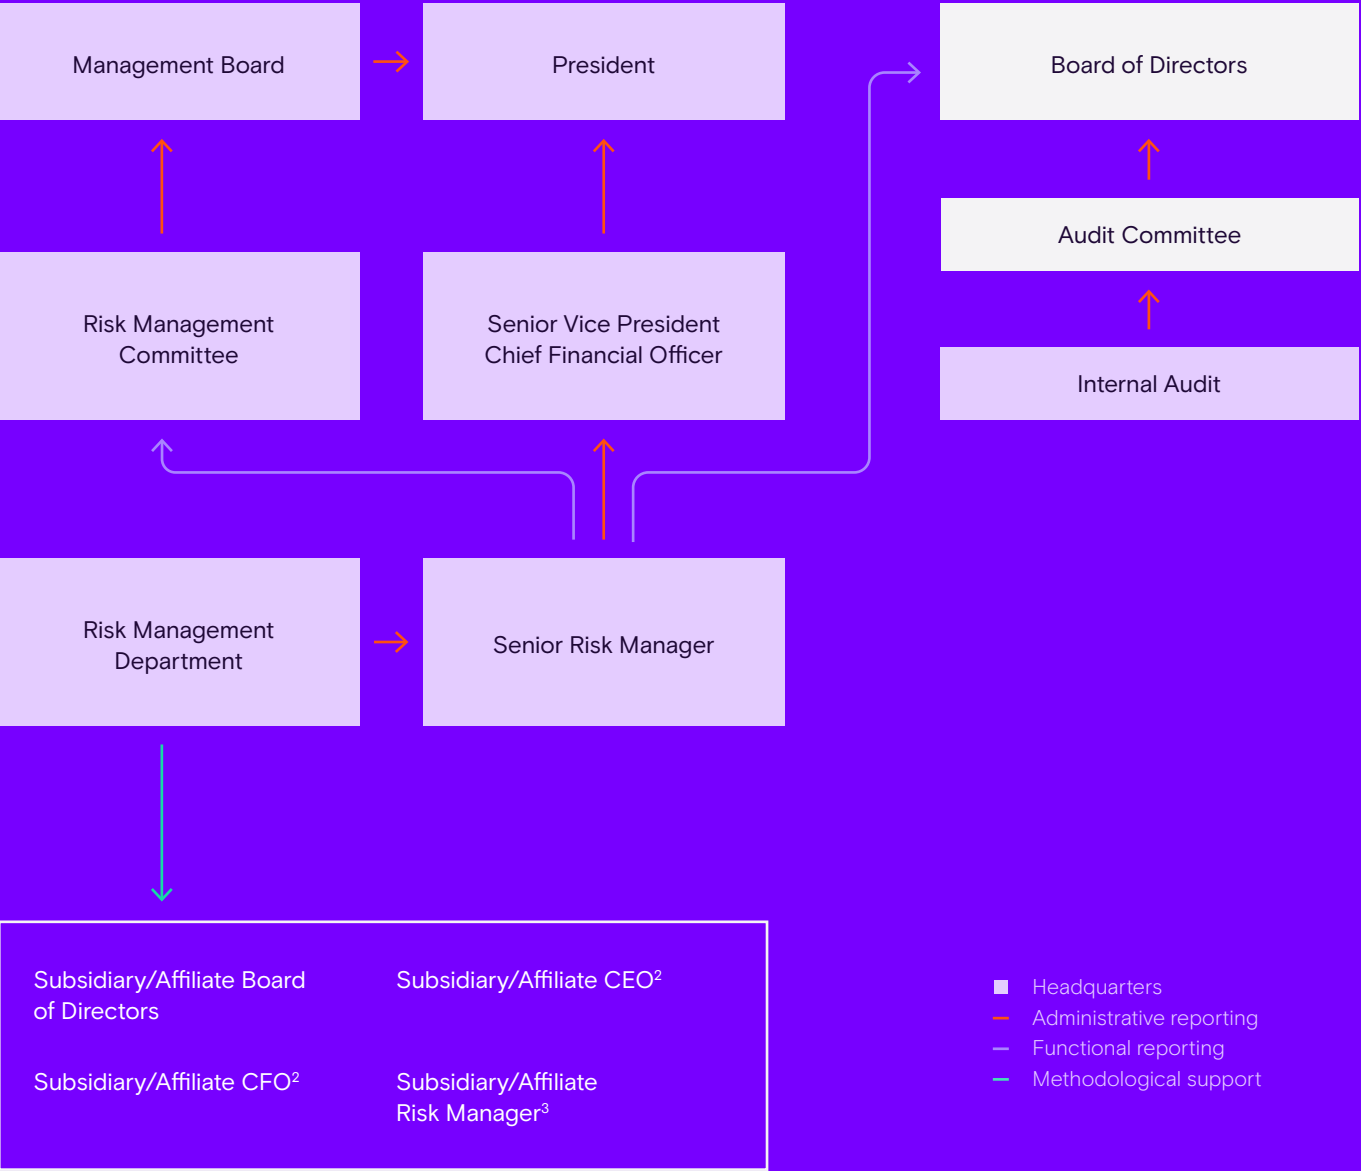 Management Board
President
Board of Directors
Audit Committee
Risk Management
Committee
Senior Vice President
Chief Financial Officer
Internal Audit
Risk Management
Department
Senior Risk Manager
Subsidiary/Affiliate Board
of Directors
Subsidiary/Affiliate CEO²
Subsidiary/Affiliate CFO²
Subsidiary/Affiliate
Risk Manager³
Headquarters
Administrative reporting
Functional reporting
Methodological support